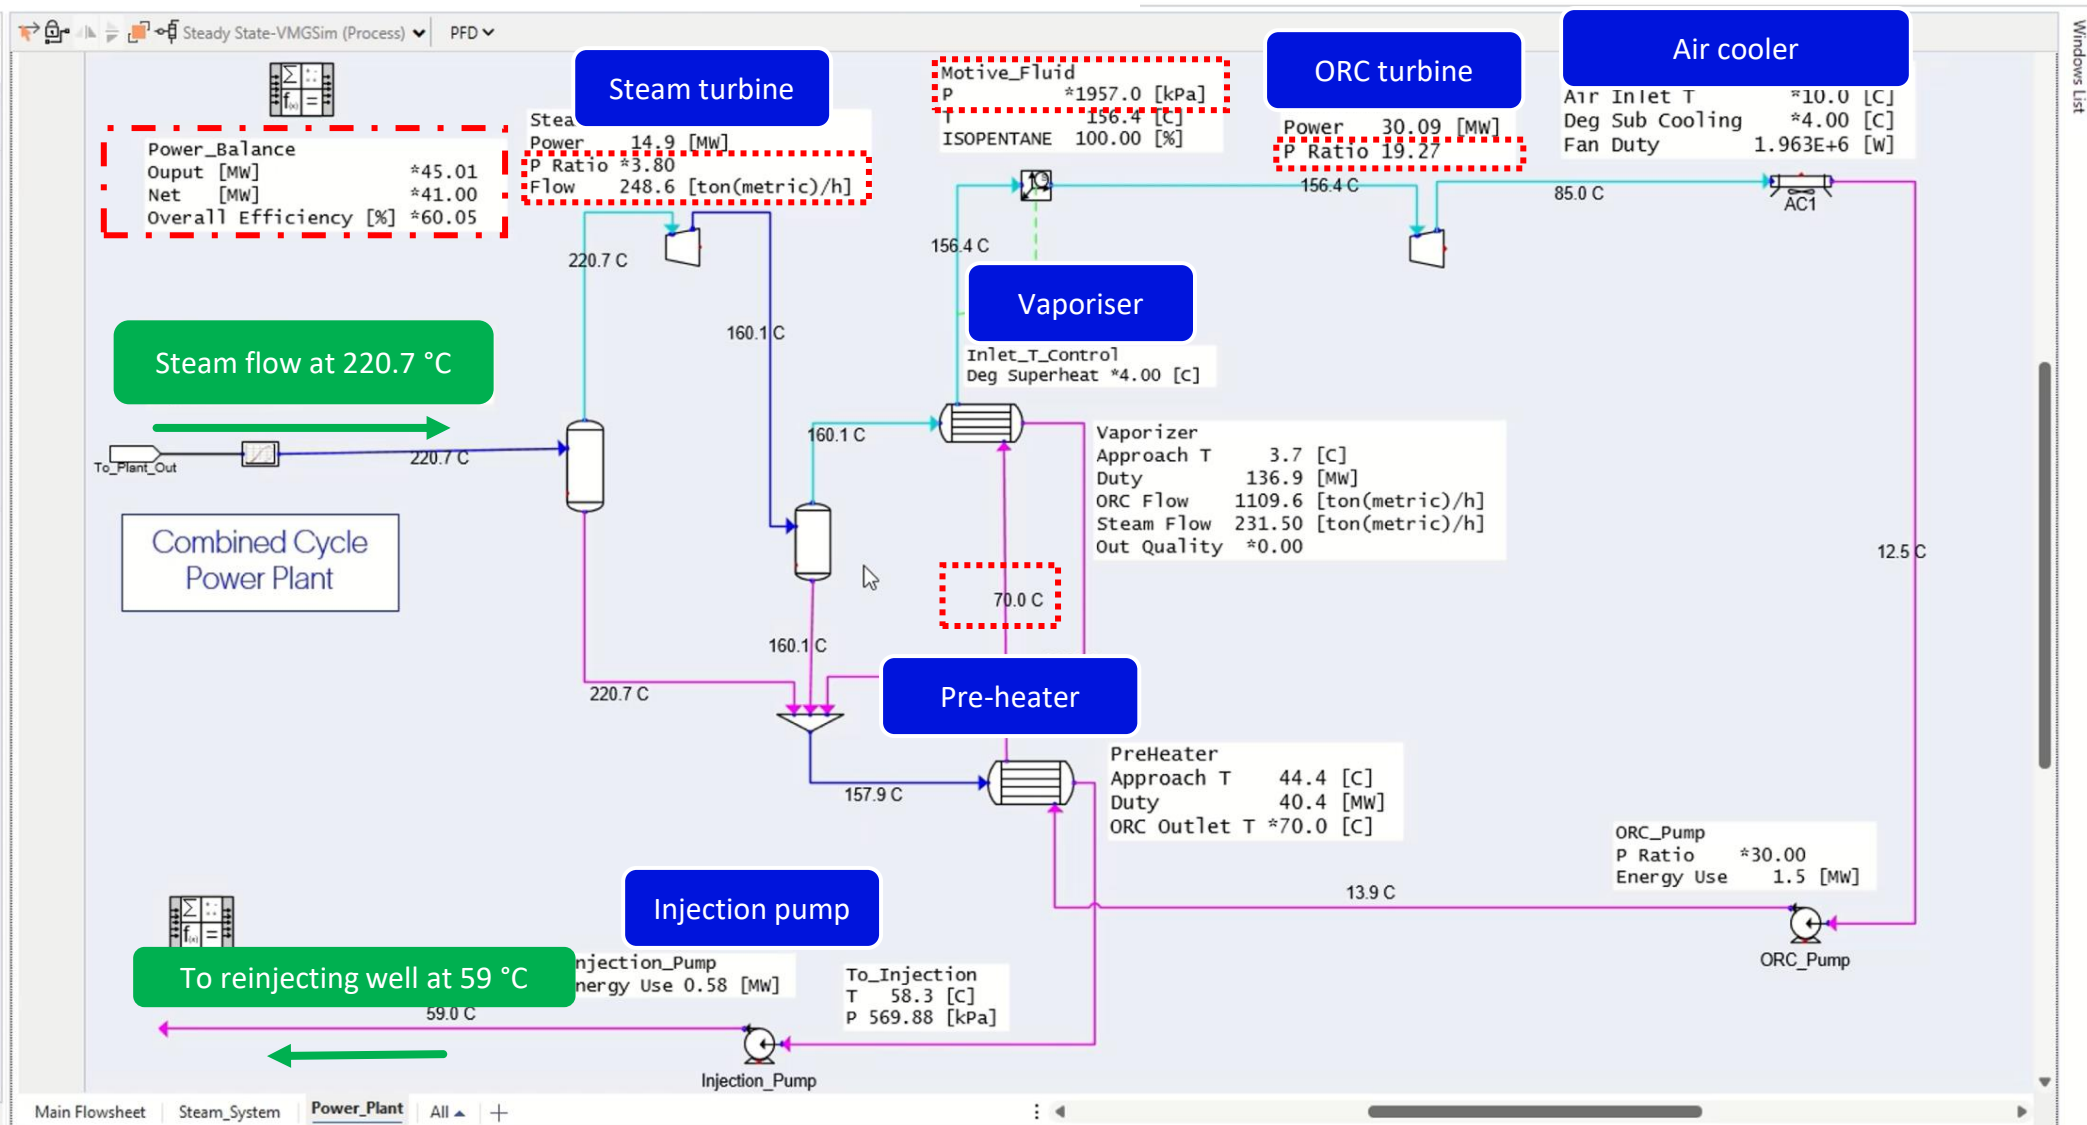 Steady State-VMGSim (Process)
PFD
Windows List
Steam turbine
ORC turbine
Air cooler
Power_Balance
Ouput [MW] *45.01
Net [MW] *41.00
Overall Efficiency [%] *60.05
Stea
Power 14.9 [MW]
P Ratio *3.80
Flow 248.6 [ton(metric)/h]
Motive_Fluid
P *1957.0 [kPa]
T 156.4 [C]
ISOPENTANE 100.00 [%]
Power 30.09 [MW]
P Ratio 19.27
Air Inlet T *10.0 [C]
Deg Sub Cooling *4.00 [C]
Fan Duty 1.963E+6 [W]
156.4 C
85.0 C
AC1
220.7 C
156.4 C
Vaporiser
160.1 C
Steam flow at 220.7 °C
Inlet_T_Control
Deg Superheat *4.00 [C]
160.1 C
220.7 C
To_Plant_Out
Vaporizer
Approach T 3.7 [C]
Duty 136.9 [MW]
ORC Flow 1109.6 [ton(metric)/h]
Steam Flow 231.50 [ton(metric)/h]
Out Quality *0.00
Combined Cycle
Power Plant
12.5 C
70.0 C
160.1 C
220.7 C
Pre-heater
PreHeater
Approach T 44.4 [C]
Duty 40.4 [MW]
ORC Outlet T *70.0 [C]
157.9 C
ORC_Pump
P Ratio *30.00
Energy Use 1.5 [MW]
13.9 C
ORC_Pump
Injection pump
To reinjecting well at 59 °C
njection_Pump
nergy Use 0.58 [MW]
To_Injection
T 58.3 [C]
P 569.88 [kPa]
59.0 C
Injection_Pump
Main Flowsheet
Steam_System
Power_Plant
All